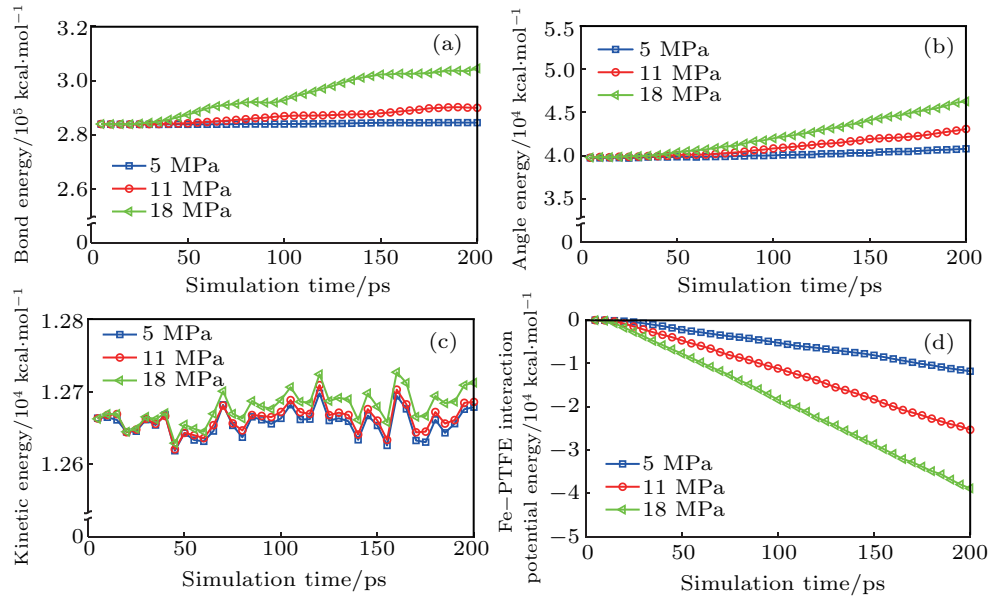 3.2
3.0
2.8
2.6
0
Bond energy/10⁵ kcal·mol⁻¹
(a)
5 MPa
11 MPa
18 MPa
0 50 100 150 200
Simulation time/ps
5.5
5.0
4.5
4.0
3.5
0
Angle energy/10⁴ kcal·mol⁻¹
(b)
5 MPa
11 MPa
18 MPa
0 50 100 150 200
Simulation time/ps
1.28
1.27
1.26
0
Kinetic energy/10⁴ kcal·mol⁻¹
(c)
5 MPa
11 MPa
18 MPa
0 50 100 150 200
Simulation time/ps
0
−1
−2
−3
−4
−5
Fe−PTFE interaction
potential energy/10⁴ kcal·mol⁻¹
(d)
5 MPa
11 MPa
18 MPa
0 50 100 150 200
Simulation time/ps